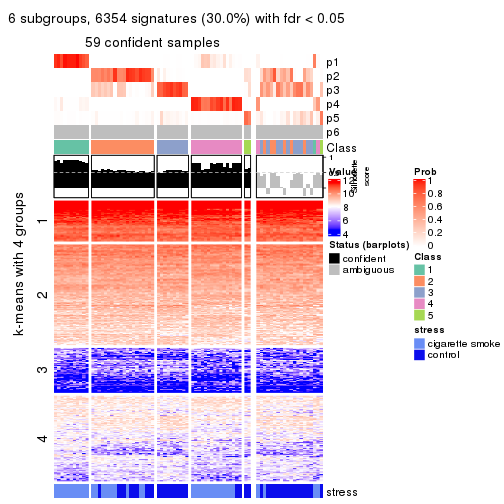 6 subgroups, 6354 signatures (30.0%) with fdr < 0.05
59 confident samples
p1
p2
p3
p4
p5
p6
Class
1
Silhouette
score
k-means with 4 groups
1
2
3
4
stress
Value
12
8
6
4
Status (barplots)
confident
ambiguous
Prob
1
0.8
0.6
0.4
0.2
0
Class
1
2
3
4
5
stress
cigarette smoke
control